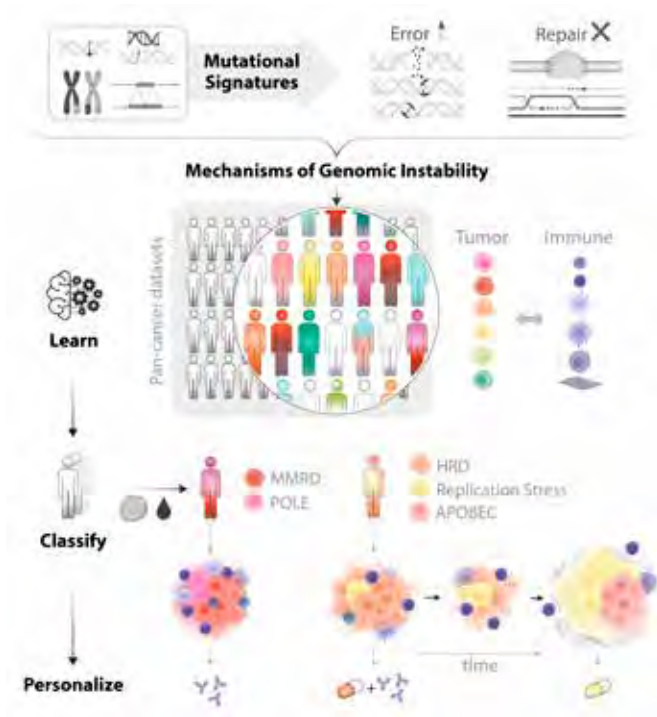 Error
Repair
Mutational
Signatures
Mechanisms of Genomic Instability
Pan-cancer datasets
Tumor
Immune
Learn
HRD
MMRD
Replication Stress
POLE
APOBEC
Classify
time
Personalize
+